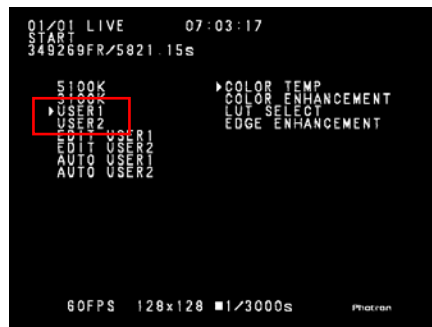 01/01 LIVE 07:03:17
START
349269FR/5821.15s
5100K ▶COLOR TEMP
3100K COLOR ENHANCEMENT
▶USER1 LUT SELECT
USER2 EDGE ENHANCEMENT
EDIT USER1
EDIT USER2
AUTO USER1
AUTO USER2
60FPS 128x128 ■1/3000s Photron